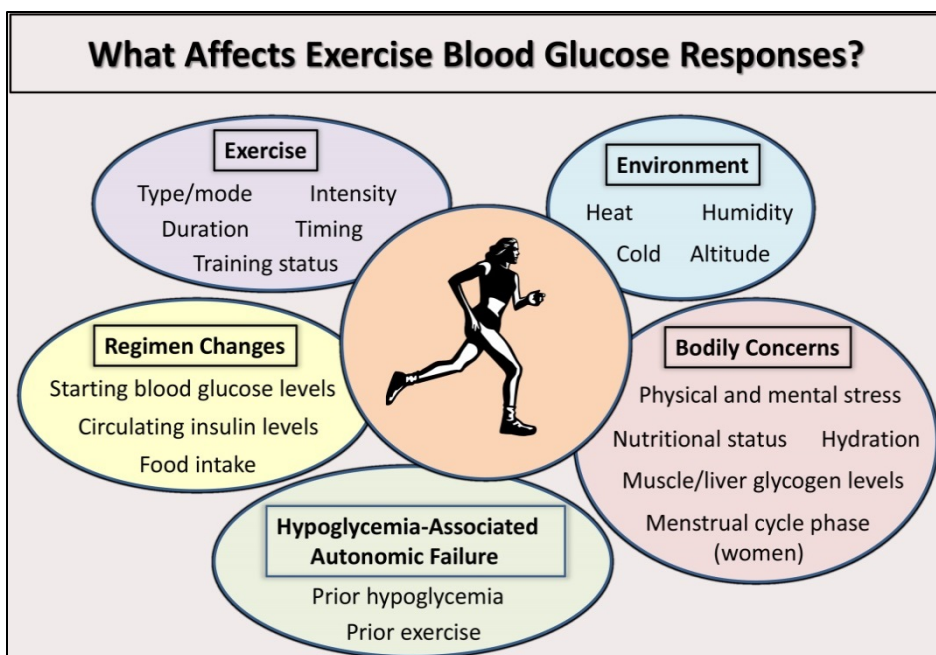 What Affects Exercise Blood Glucose Responses?
Exercise
Type/mode Intensity
Duration Timing
Training status
Environment
Heat Humidity
Cold Altitude
Regimen Changes
Starting blood glucose levels
Circulating insulin levels
Food intake
Bodily Concerns
Physical and mental stress
Nutritional status Hydration
Muscle/liver glycogen levels
Menstrual cycle phase
(women)
Hypoglycemia-Associated
Autonomic Failure
Prior hypoglycemia
Prior exercise